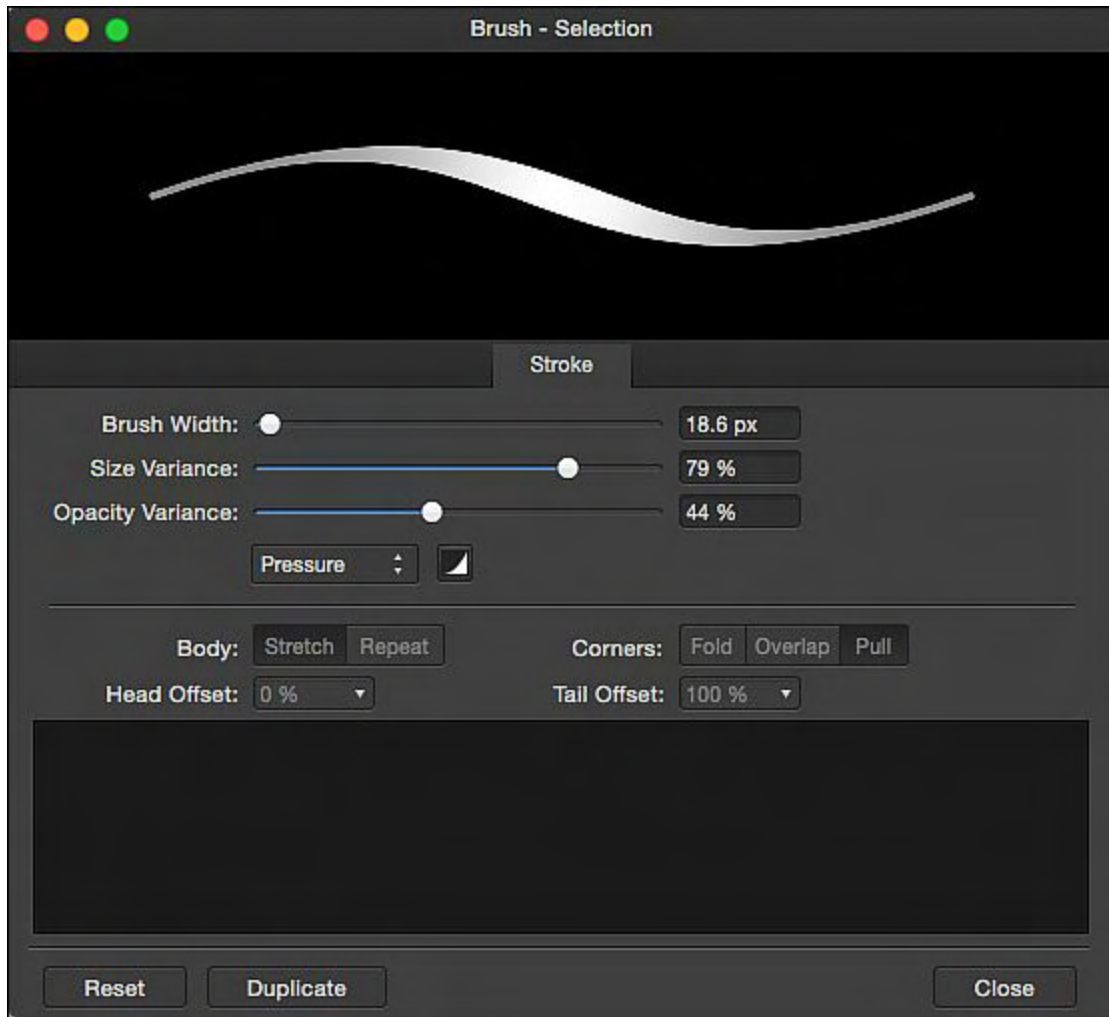 Brush - Selection
Stroke
Brush Width: 18.6 px
Size Variance: 79 %
Opacity Variance: 44 %
Pressure
Body: Stretch Repeat Corners: Fold Overlap Pull
Head Offset: 0 % Tail Offset: 100 %
Reset Duplicate Close